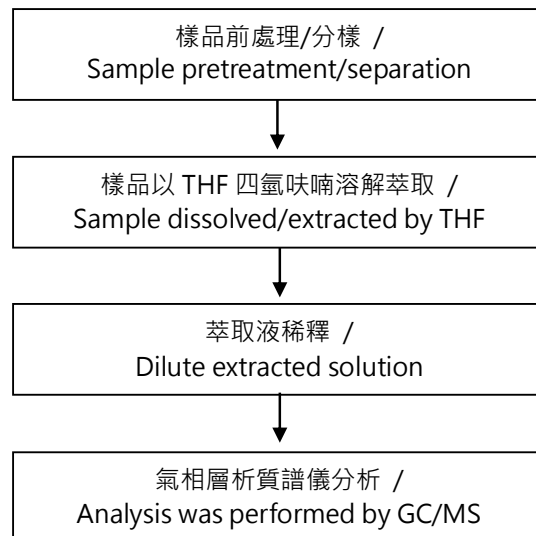 樣品前處理/分樣 /
Sample pretreatment/separation
樣品以 THF 四氫呋喃溶解萃取 /
Sample dissolved/extracted by THF
萃取液稀釋 /
Dilute extracted solution
氣相層析質譜儀分析 /
Analysis was performed by GC/MS